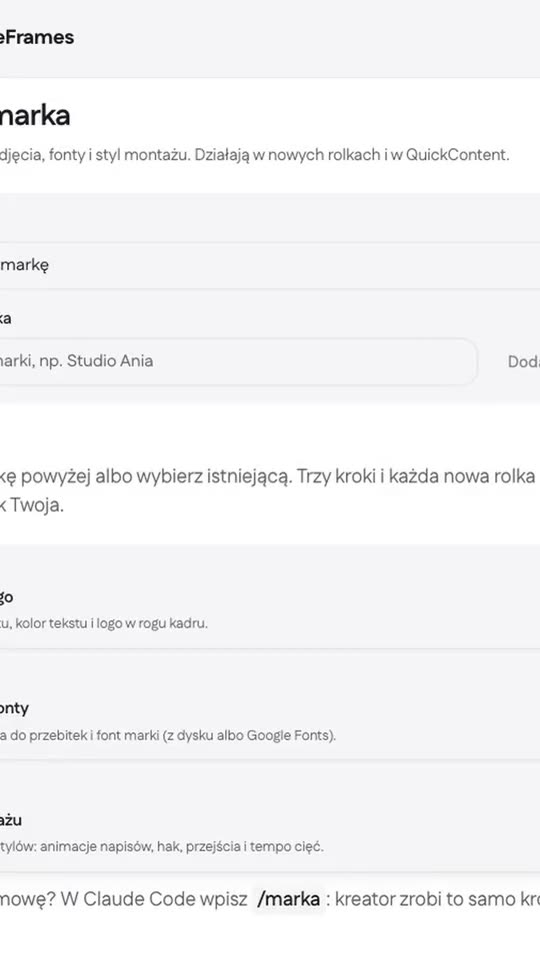 eFrames
marka
djęcia, fonty i styl montażu. Działają w nowych rolkach i w QuickContent.
markę
ka
marki, np. Studio Ania
Doda
kę powyżej albo wybierz istniejącą. Trzy kroki i każda nowa rolka
k Twoja.
go
u, kolor tekstu i logo w rogu kadru.
onty
a do przebitek i font marki (z dysku albo Google Fonts).
ażu
tylów: animacje napisów, hak, przejścia i tempo cięć.
mowę? W Claude Code wpisz /marka : kreator zrobi to samo kro